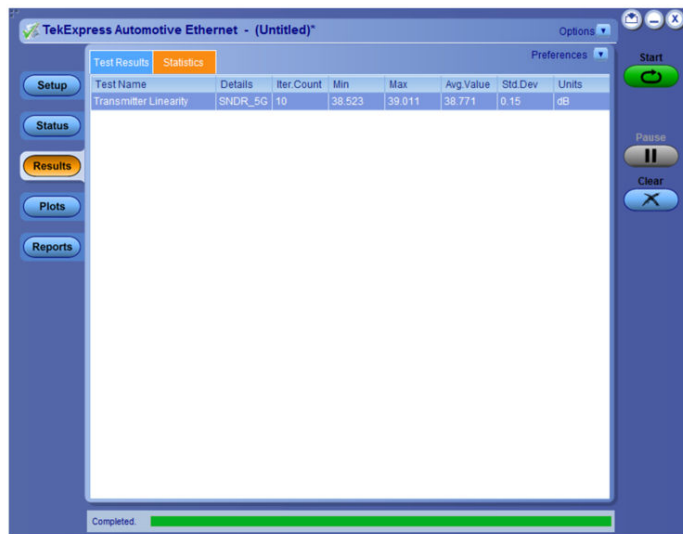 TekExpress Automotive Ethernet - (Untitled)*
Options
Test Results Statistics
Preferences
Start
Setup
Test Name Details Iter.Count Min Max Avg.Value Std.Dev Units
Transmitter Linearity SNDR_5G 10 38.523 39.011 38.771 0.15 dB
Status
Pause
Results
Clear
Plots
Reports
Completed.